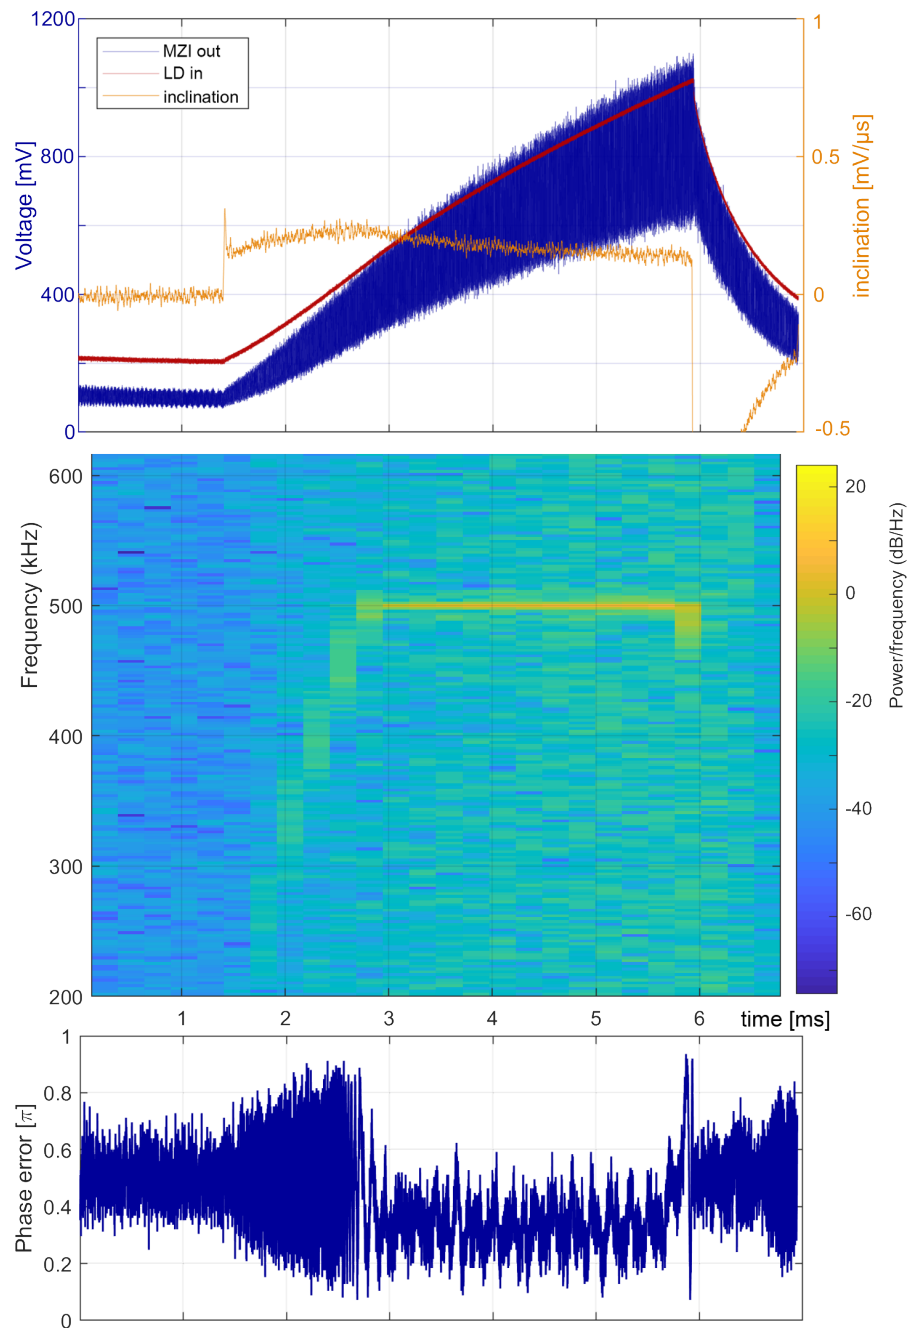 1200
800
400
0
Voltage [mV]
MZI out
LD in
inclination
1
0.5
0
-0.5
inclination [mV/μs]
600
500
400
300
200
Frequency (kHz)
20
0
-20
-40
-60
Power/frequency (dB/Hz)
1 2 3 4 5 6 time [ms]
1
0.8
0.6
0.4
0.2
0
Phase error [π]